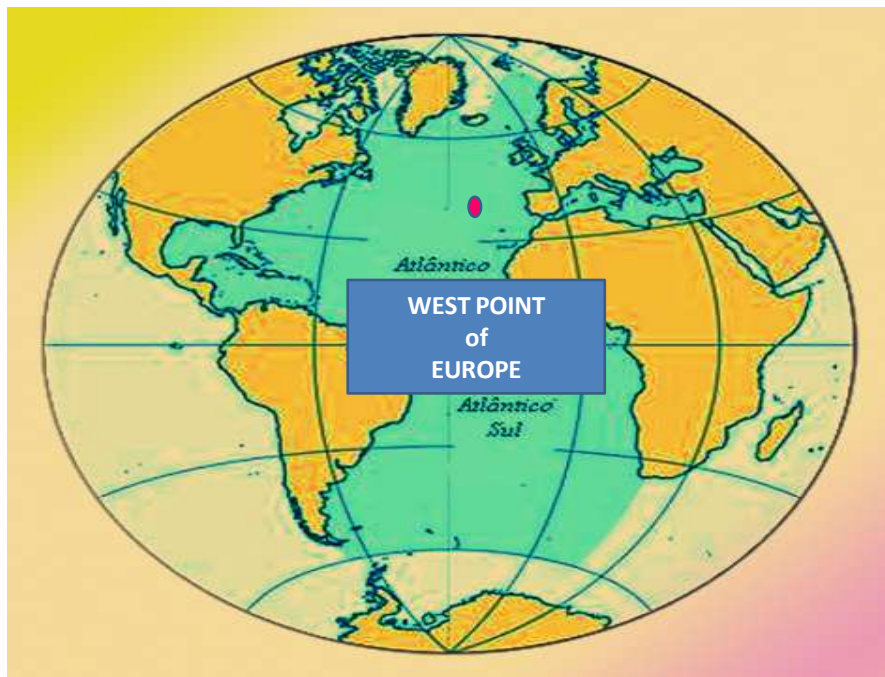 Atlântico
WEST POINT
of
EUROPE
Atlântico
Sul